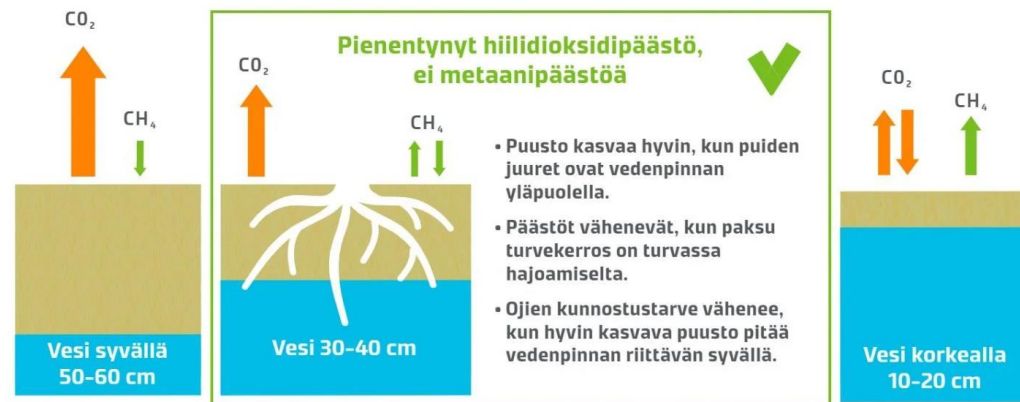 CO₂
CH₄
Vesi syvällä
50-60 cm
Pienentynyt hiilidioksidipäästö,
ei metaanipäästöä
CO₂
CH₄
Vesi 30-40 cm
• Puusto kasvaa hyvin, kun puiden
juuret ovat vedenpinnan
yläpuolella.
• Päästöt vähenevät, kun paksu
turvekerros on turvassa
hajoamiselta.
• Ojien kunnostustarve vähenee,
kun hyvin kasvava puusto pitää
vedenpinnan riittävän syvällä.
CO₂
CH₄
Vesi korkealla
10-20 cm